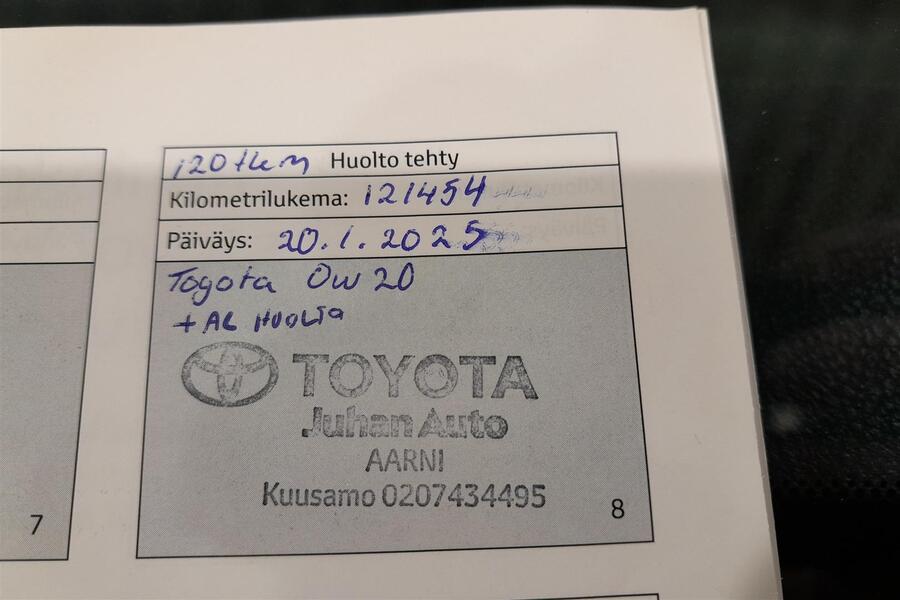 120tkm Huolto tehty
Kilometrilukema: 121454
Päiväys: 20.1.2025
Toyota 0w20
+ AC HUOLTO
TOYOTA
Juhan Auto
AARNI
Kuusamo 0207434495
7
8